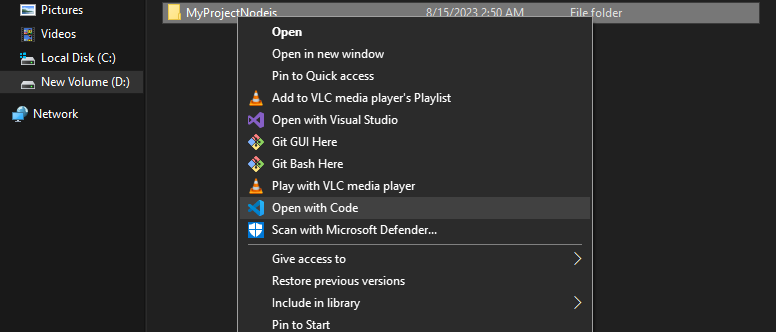 Pictures
Videos
Local Disk (C:)
New Volume (D:)
Network
MyProjectNodejs 8/15/2023 2:50 AM File folder
Open
Open in new window
Pin to Quick access
Add to VLC media player's Playlist
Open with Visual Studio
Git GUI Here
Git Bash Here
Play with VLC media player
Open with Code
Scan with Microsoft Defender...
Give access to
Restore previous versions
Include in library
Pin to Start